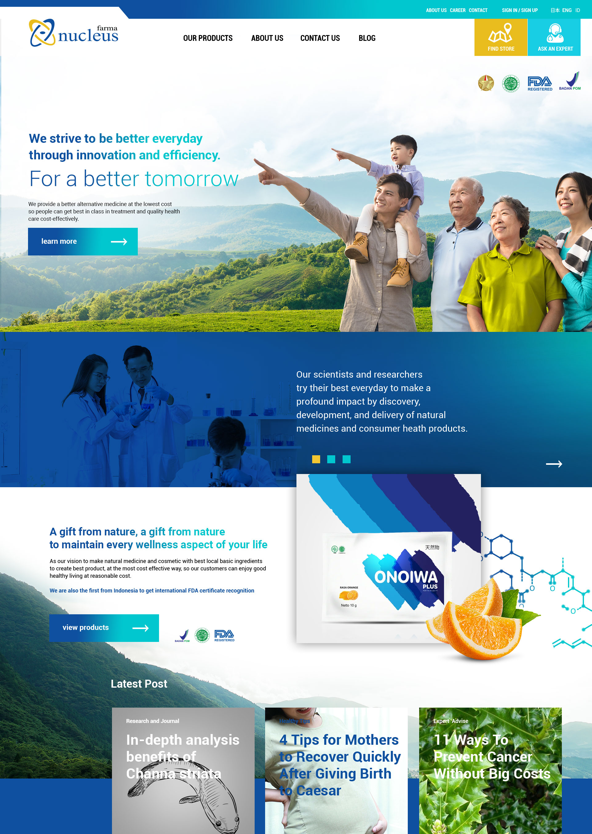 ABOUT US CAREER CONTACT SIGN IN / SIGN UP ENG ID
farma
nucleus
OUR PRODUCTS ABOUT US CONTACT US BLOG
FIND STORE
ASK AN EXPERT
FDA
REGISTERED
BADAN POM
We strive to be better everyday
through innovation and efficiency.
For a better tomorrow
We provide a better alternative medicine at the lowest cost
so people can get best in class in treatment and quality health
care cost-effectively.
learn more
Our scientists and researchers
try their best everyday to make a
profound impact by discovery,
development, and delivery of natural
medicines and consumer heath products.
A gift from nature, a gift from nature
to maintain every wellness aspect of your life
As our vision to make natural medicine and cosmetic with best local basic ingredients
to create best product, at the most cost effective way, so our customers can enjoy good
healthy living at reasonable cost.
We are also the first from Indonesia to get international FDA certificate recognition
view products
BADAN POM
FDA
REGISTERED
ONOIWA
PLUS
Netto 10 g
O
O
O
Latest Post
Research and Journal
In-depth analysis
benefits of
Channa striata
4 Tips for Mothers
to Recover Quickly
After Giving Birth
to Caesar
Expert Advise
11 Ways To
Prevent Cancer
Without Big Costs